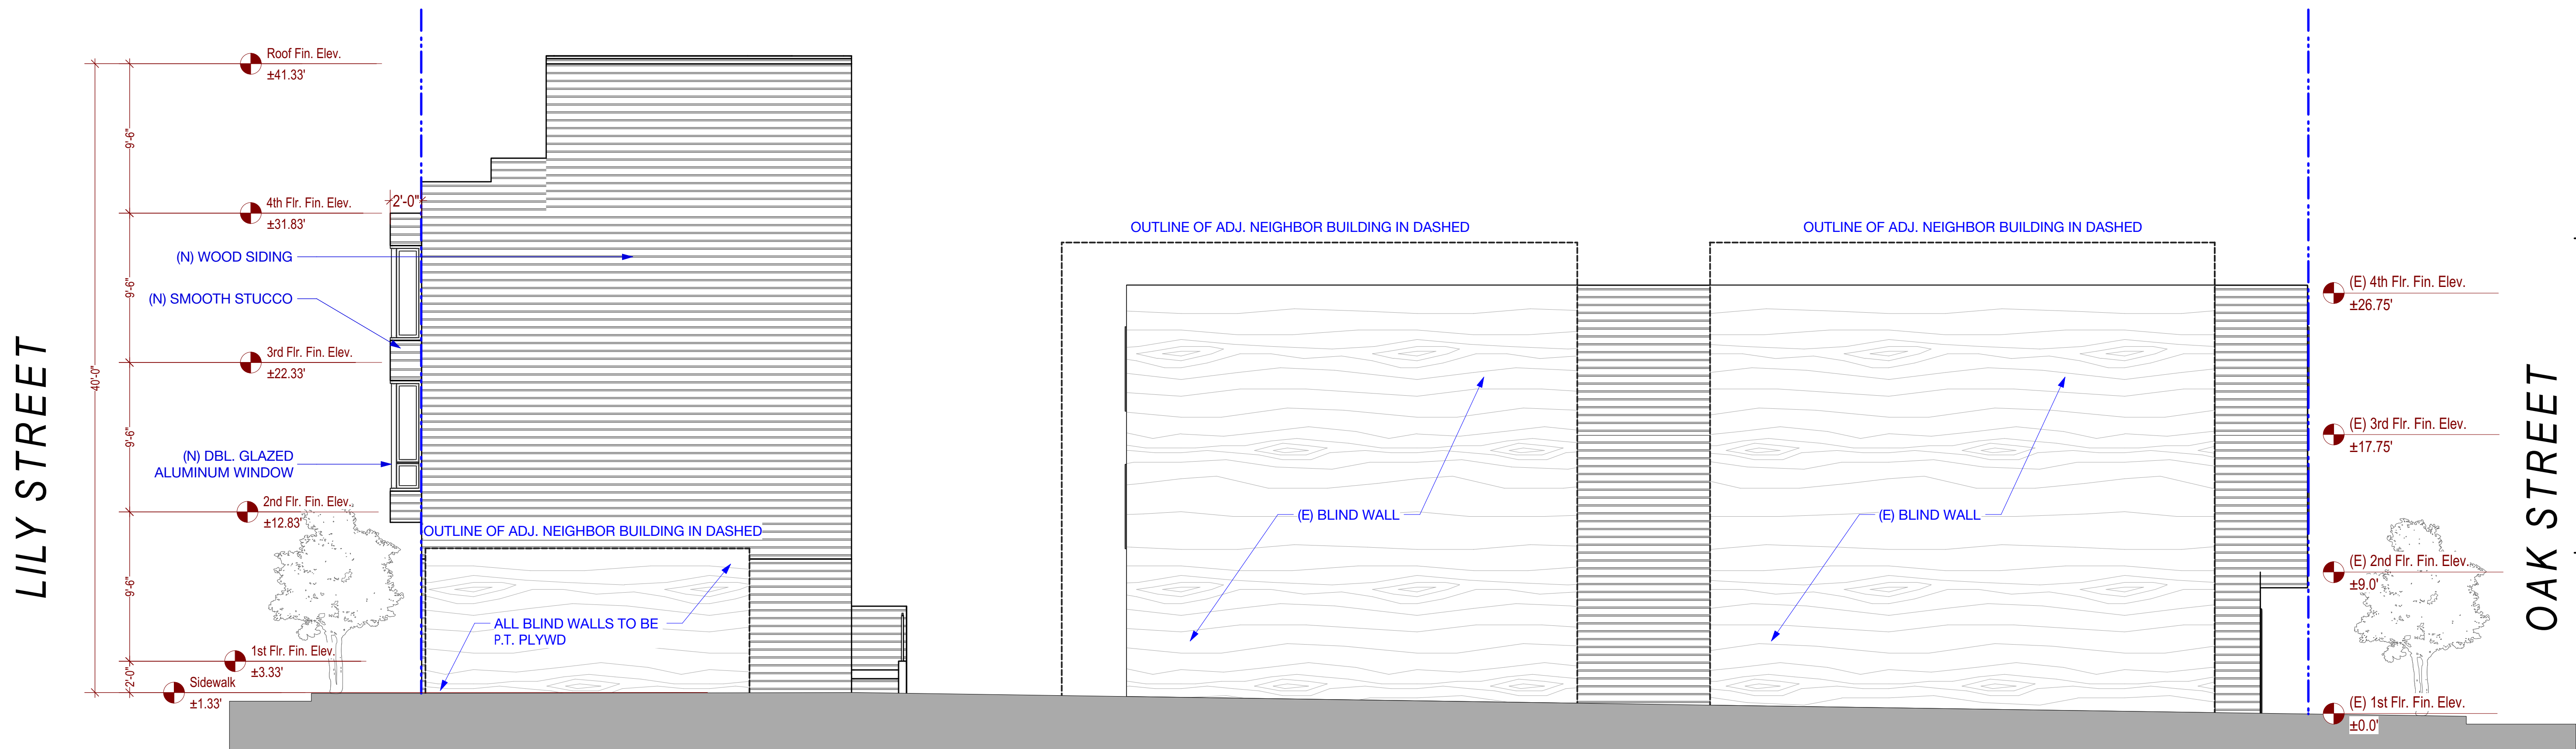 LILY STREET
Roof Fin. Elev.
±41.33'
9'-6"
4th Flr. Fin. Elev.
±31.83'
2'-0"
(N) WOOD SIDING
9'-6"
(N) SMOOTH STUCCO
3rd Flr. Fin. Elev.
±22.33'
40'-0"
9'-6"
(N) DBL. GLAZED
ALUMINUM WINDOW
2nd Flr. Fin. Elev.
±12.83'
OUTLINE OF ADJ. NEIGHBOR BUILDING IN DASHED
9'-6"
ALL BLIND WALLS TO BE
P.T. PLYWD
1st Flr. Fin. Elev.
±3.33'
2'-0"
Sidewalk
±1.33'
OUTLINE OF ADJ. NEIGHBOR BUILDING IN DASHED
OUTLINE OF ADJ. NEIGHBOR BUILDING IN DASHED
(E) BLIND WALL
(E) BLIND WALL
(E) 4th Flr. Fin. Elev.
±26.75'
(E) 3rd Flr. Fin. Elev.
±17.75'
(E) 2nd Flr. Fin. Elev.
±9.0'
(E) 1st Flr. Fin. Elev.
±0.0'
OAK STREET